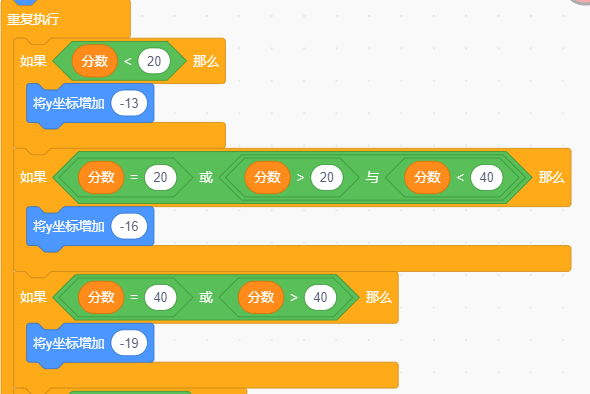 重复执行
如果 分数 < 20 那么
将y坐标增加 -13
如果 分数 = 20 或 分数 > 20 与 分数 < 40 那么
将y坐标增加 -16
如果 分数 = 40 或 分数 > 40 那么
将y坐标增加 -19